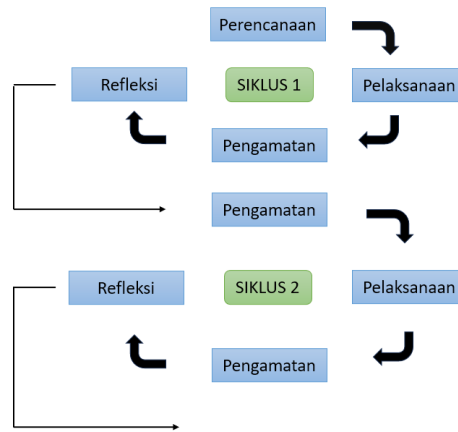 Perencanaan
Refleksi
SIKLUS 1
Pelaksanaan
Pengamatan
Pengamatan
Refleksi
SIKLUS 2
Pelaksanaan
Pengamatan